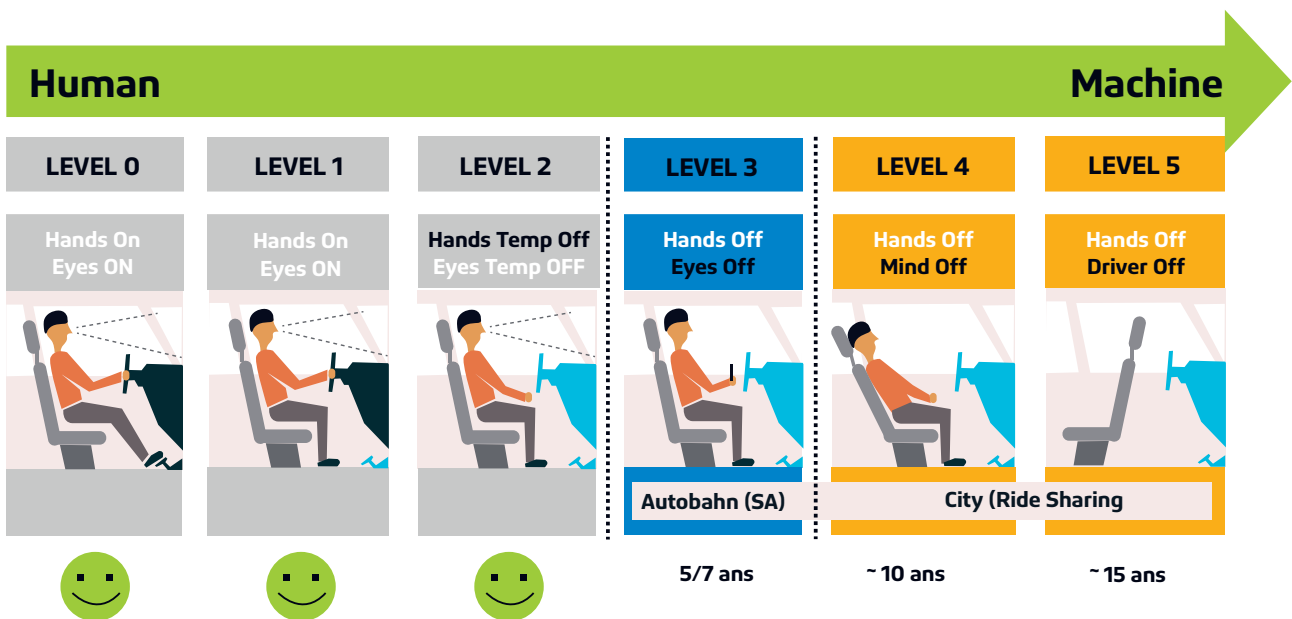 Human
Machine
LEVEL 0
LEVEL 1
LEVEL 2
LEVEL 3
LEVEL 4
LEVEL 5
Hands On
Eyes ON
Hands On
Eyes ON
Hands Temp Off
Eyes Temp OFF
Hands Off
Eyes Off
Hands Off
Mind Off
Hands Off
Driver Off
Autobahn (SA)
City (Ride Sharing
5/7 ans
~ 10 ans
~ 15 ans